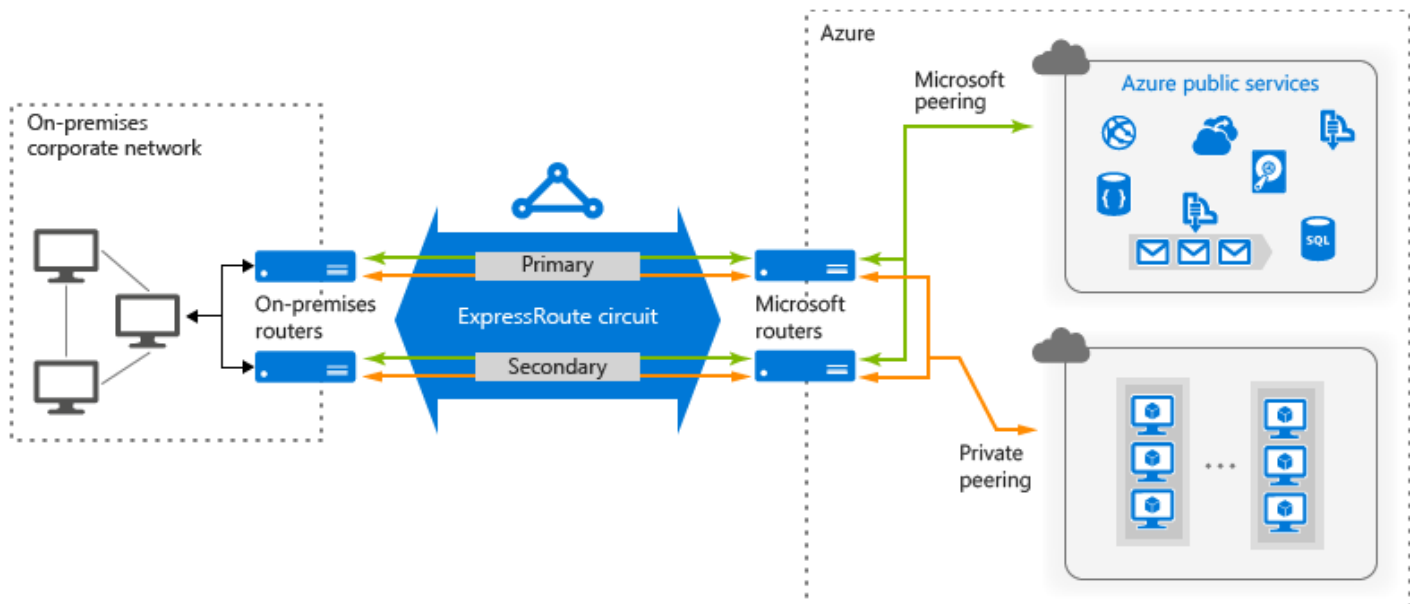 Azure
On-premises
corporate network
Microsoft
peering
Azure public services
{ }
SQL
Primary
On-premises
routers
ExpressRoute circuit
Microsoft
routers
Secondary
Private
peering
...